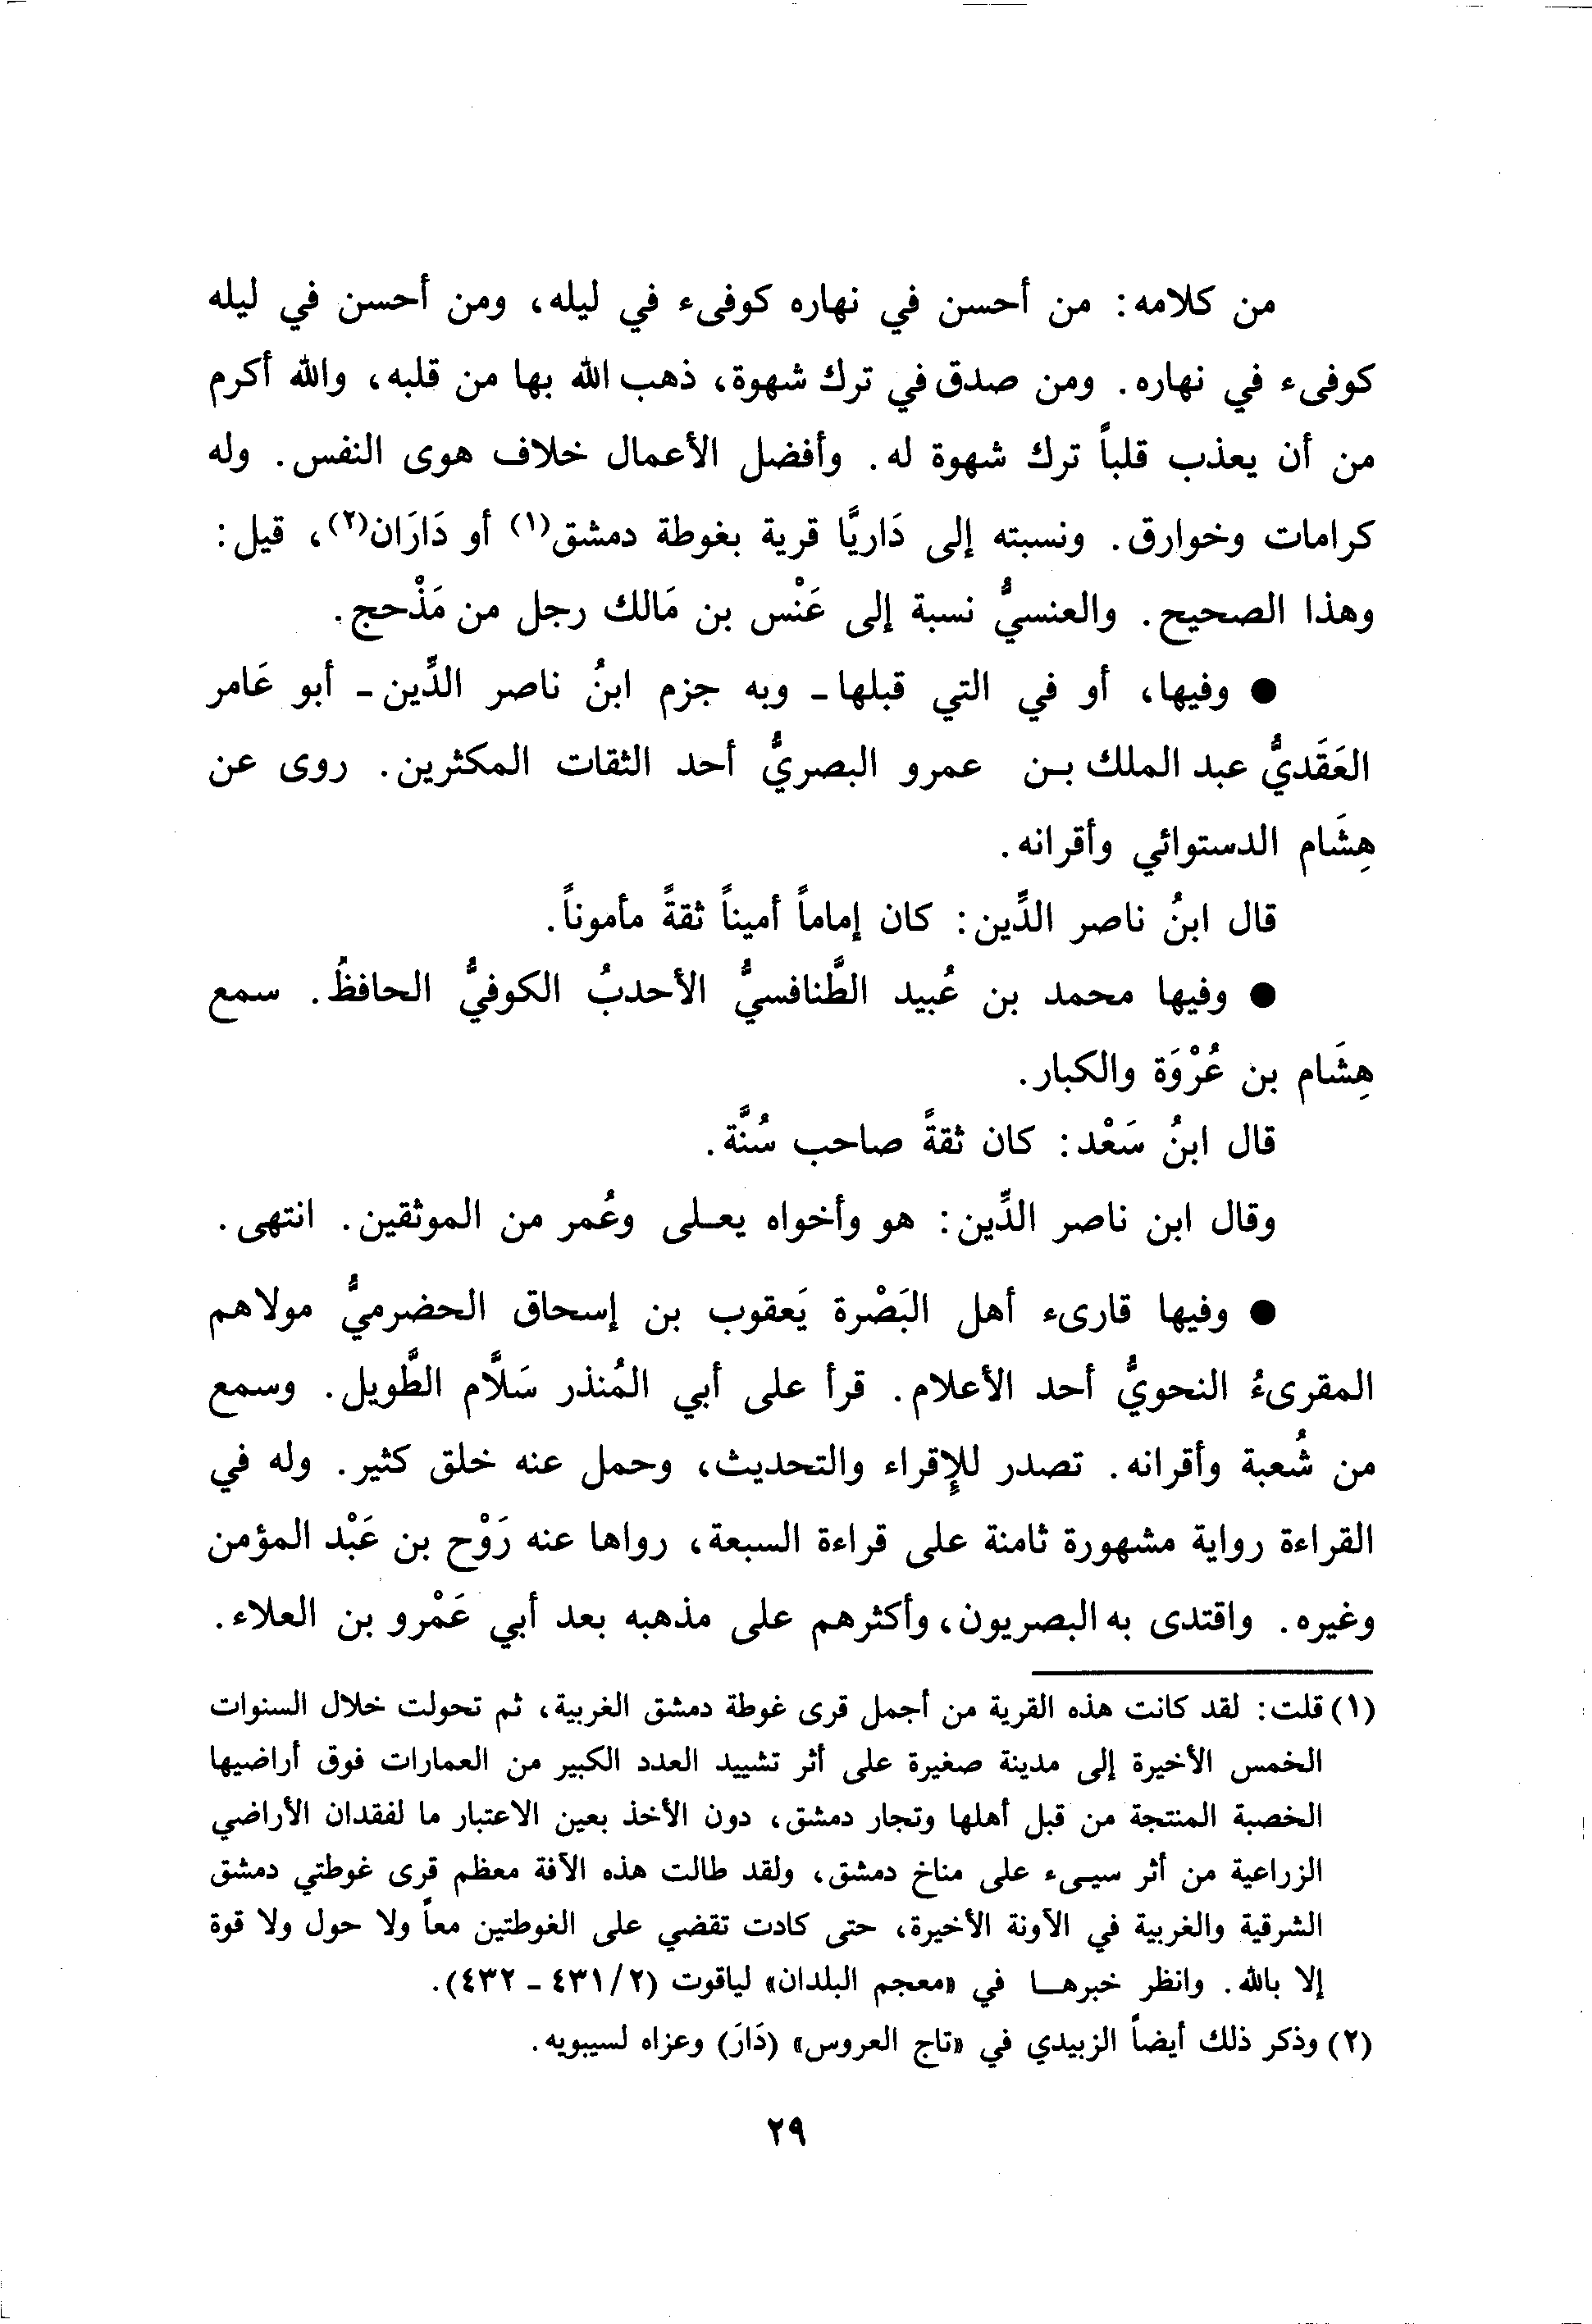 من كلامه: من أحسن في نهاره كوفىء في ليله، ومن أحسن في ليله
كوفىء في نهاره. ومن صدق في ترك شهوة، ذهب الله بها من قلبه، والله أكرم
من أن يعذب قلباً ترك شهوة له. وأفضل الأعمال خلاف هوى النفس. وله
كرامات وخوارق. ونسبته إلى دَاريَّا قرية بغوطة دمشق(١) أو دَارَان(٢)، قيل:
وهذا الصحيح. والعنسيُّ نسبة إلى عَنْس بن مَالك رجل من مَذْحج.
● وفيها، أو في التي قبلها- وبه جزم ابنُ ناصر الدِّين- أبو عَامر
العَقَديُّ عبد الملك بـن عمرو البصريُّ أحد الثقات المكثرين. روى عن
هِشَام الدستوائي وأقرانه.
قال ابنُ ناصر الدِّين: كان إماماً أميناً ثقةً مأموناً.
● وفيها محمد بن عُبيد الطَّنافسيُّ الأحدبُ الكوفيُّ الحافظُ. سمع
هِشَام بن عُرْوَة والكبار.
قال ابنُ سَعْد: كان ثقةً صاحب سُنَّة.
وقال ابن ناصر الدِّين: هو وأخواه يعـلى وعُمر من الموثقين. انتهى.
● وفيها قارىء أهل البَصْرة يَعقوب بن إسحاق الحضرميُّ مولاهم
المقرىءُ النحويُّ أحد الأعلام. قرأ على أبي المُنذر سَلاَّم الطَّويل. وسمع
من شُعبة وأقرانه. تصدر للإِقراء والتحديث، وحمل عنه خلق كثير. وله في
القراءة رواية مشهورة ثامنة على قراءة السبعة، رواها عنه رَوْح بن عَبْد المؤمن
وغيره. واقتدى به البصريون، وأكثرهم على مذهبه بعد أبي عَمْرو بن العلاء.
(١) قلت: لقد كانت هذه القرية من أجمل قرى غوطة دمشق الغربية، ثم تحولت خلال السنوات
الخمس الأخيرة إلى مدينة صغيرة على أثر تشييد العدد الكبير من العمارات فوق أراضيها
الخصبة المنتجة من قبل أهلها وتجار دمشق، دون الأخذ بعين الاعتبار ما لفقدان الأراضي
الزراعية من أثر سيـىء على مناخ دمشق، ولقد طالت هذه الآفة معظم قرى غوطتي دمشق
الشرقية والغربية في الآونة الأخيرة، حتى كادت تقضي على الغوطتين معاً ولا حول ولا قوة
إلا بالله. وانظر خبرهـا في «معجم البلدان» لياقوت (٢/٤٣١ - ٤٣٢).
(٢) وذكر ذلك أيضاً الزبيدي في «تاج العروس» (دَارَ) وعزاه لسيبويه.
٢٩